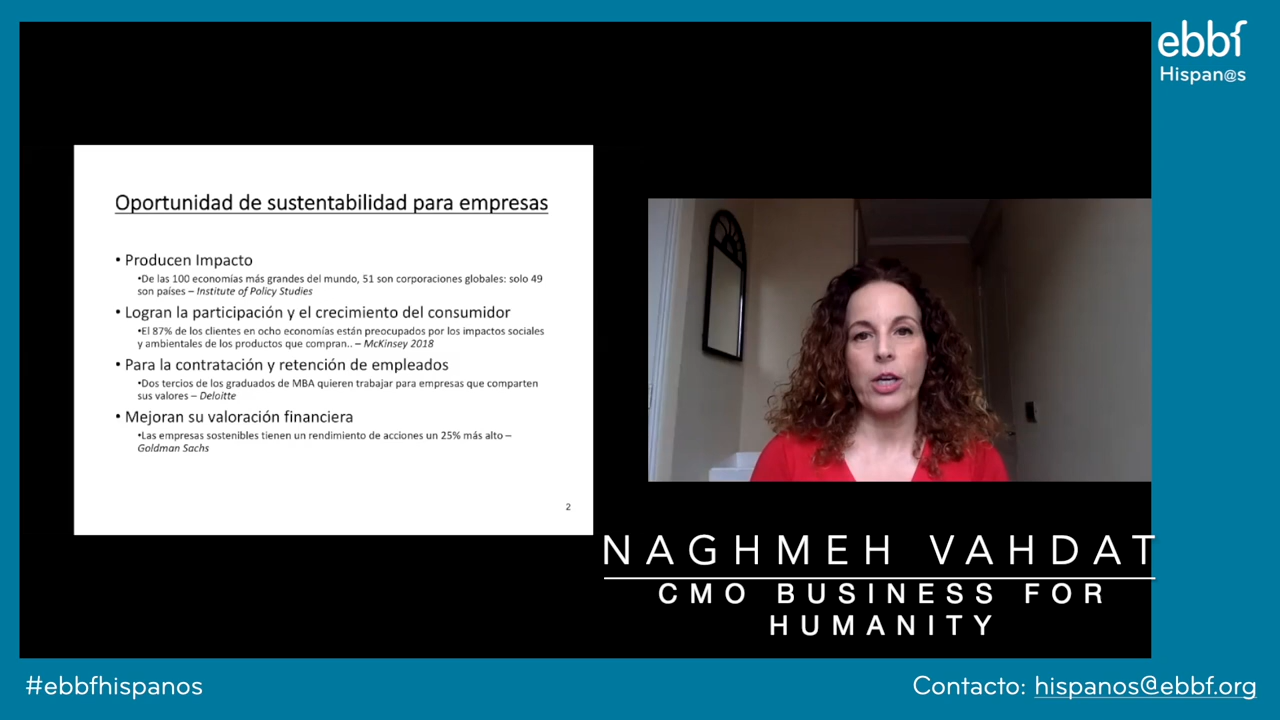 ebbf
Hispan@s
Oportunidad de sustentabilidad para empresas
• Producen Impacto
•De las 100 economías más grandes del mundo, 51 son corporaciones globales: solo 49
son países – Institute of Policy Studies
• Logran la participación y el crecimiento del consumidor
•El 87% de los clientes en ocho economías están preocupados por los impactos sociales
y ambientales de los productos que compran.. – McKinsey 2018
• Para la contratación y retención de empleados
•Dos tercios de los graduados de MBA quieren trabajar para empresas que comparten
sus valores – Deloitte
• Mejoran su valoración financiera
•Las empresas sostenibles tienen un rendimiento de acciones un 25% más alto –
Goldman Sachs
2
NAGHMEH VAHDAT
CMO BUSINESS FOR
HUMANITY
#ebbfhispanos
Contacto: hispanos@ebbf.org